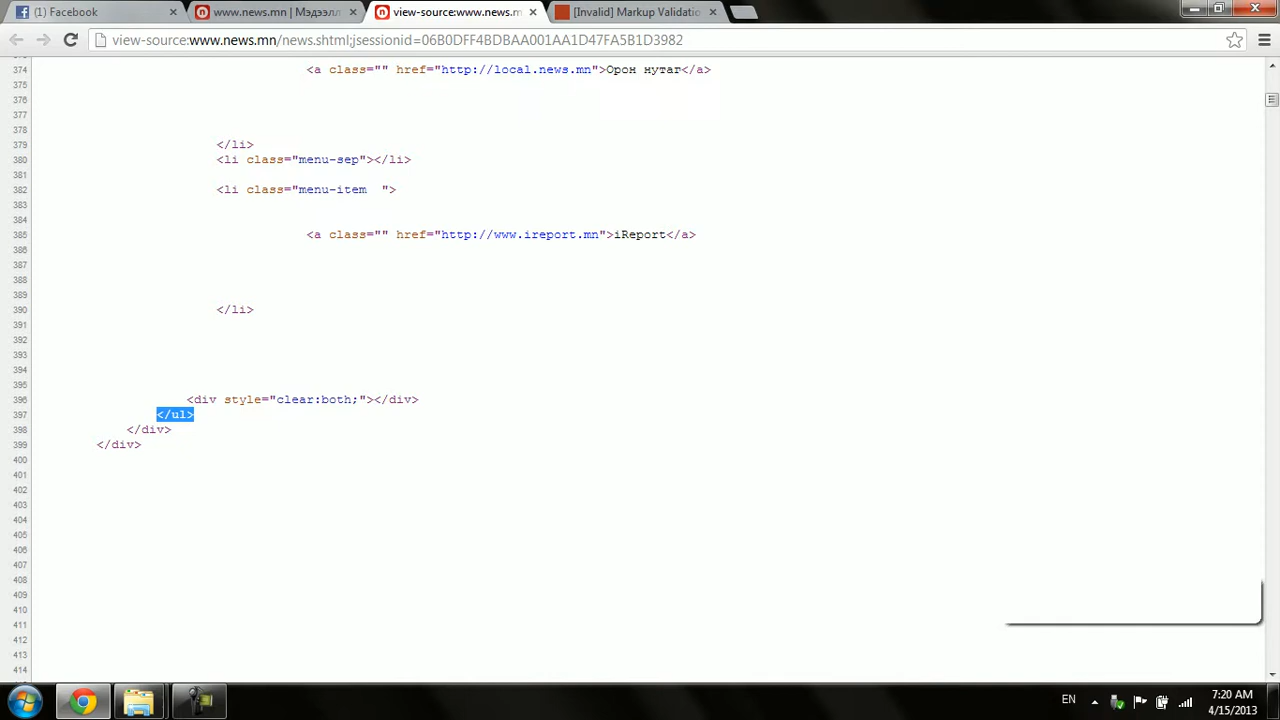 (1) Facebook
www.news.mn | Мэдээлл
view-source:www.news.m
[Invalid] Markup Validatio
view-source:www.news.mn/news.shtml;jsessionid=06B0DFF4BDBAA001AA1D47FA5B1D3982
374 <a class="" href="http://local.news.mn">Орон нутаг</a>
375
376
377
378
379 </li>
380 <li class="menu-sep"></li>
381
382 <li class="menu-item  ">
383
384
385 <a class="" href="http://www.ireport.mn">iReport</a>
386
387
388
389
390 </li>
391
392
393
394
395
396 <div style="clear:both;"></div>
397 </ul>
398 </div>
399 </div>
400
401
402
403
404
405
406
407
408
409
410
411
412
413
414
EN
7:20 AM
4/15/2013